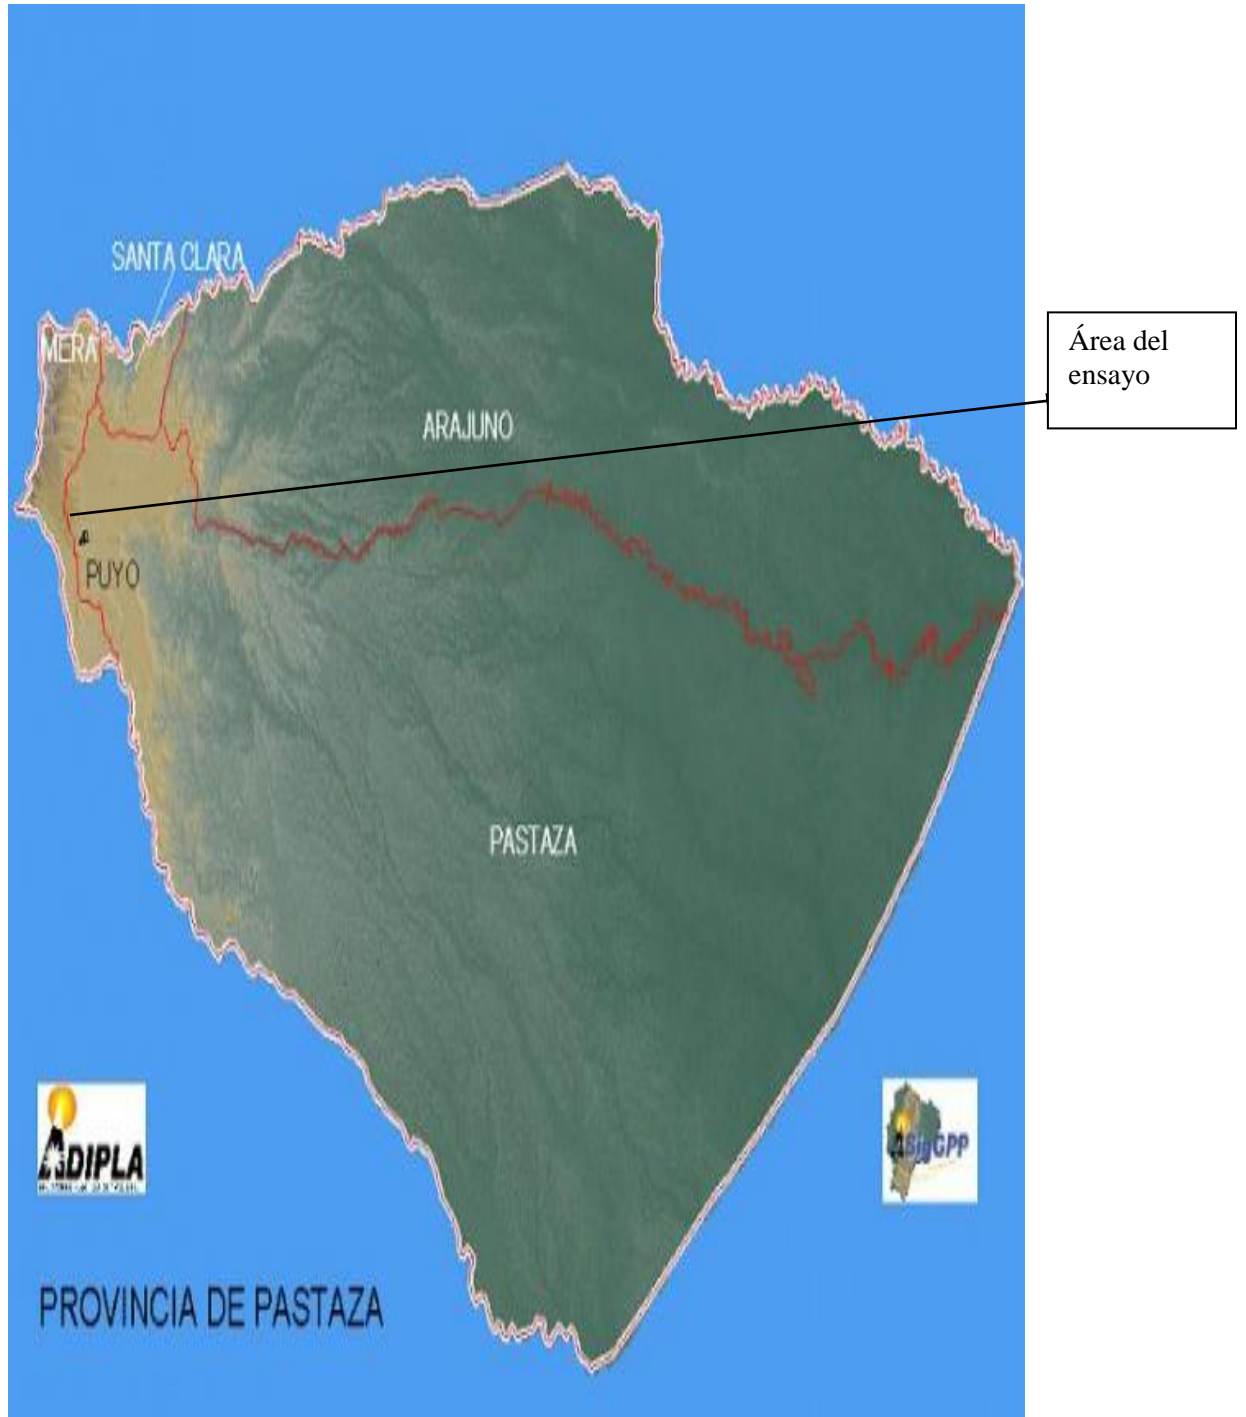 SANTA CLARA
MERA
Área del
ensayo
ARAJUNO
PUYO
PASTAZA
ADIPLA
SigGPP
PROVINCIA DE PASTAZA